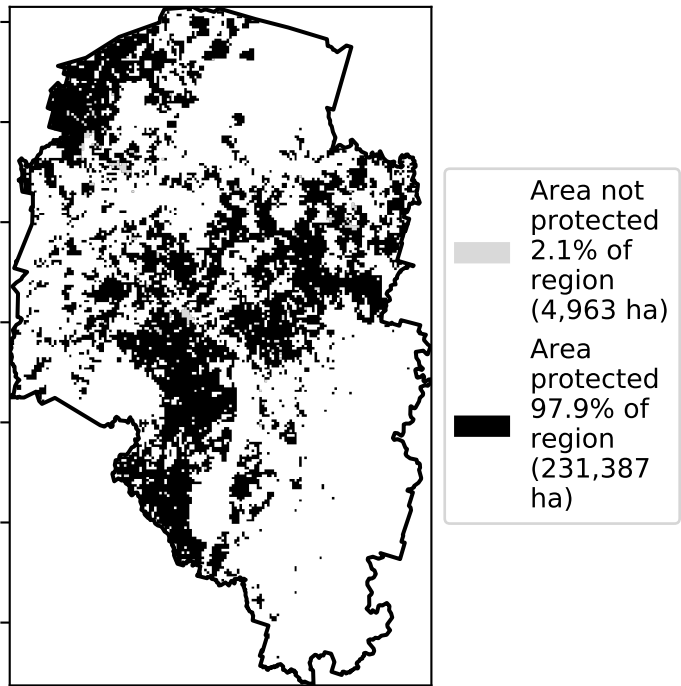 Area not
protected
2.1% of
region
(4,963 ha)
Area
protected
97.9% of
region
(231,387
ha)